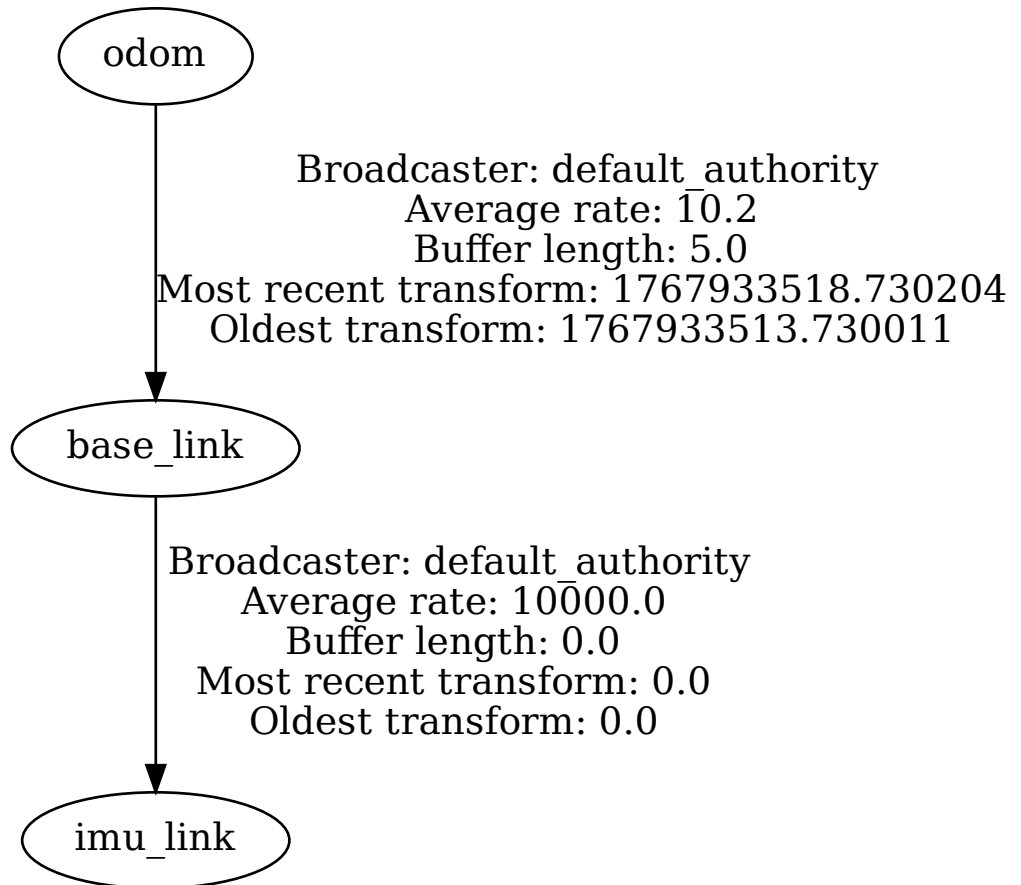 odom
Broadcaster: default_authority
Average rate: 10.2
Buffer length: 5.0
Most recent transform: 1767933518.730204
Oldest transform: 1767933513.730011
base_link
Broadcaster: default_authority
Average rate: 10000.0
Buffer length: 0.0
Most recent transform: 0.0
Oldest transform: 0.0
imu_link